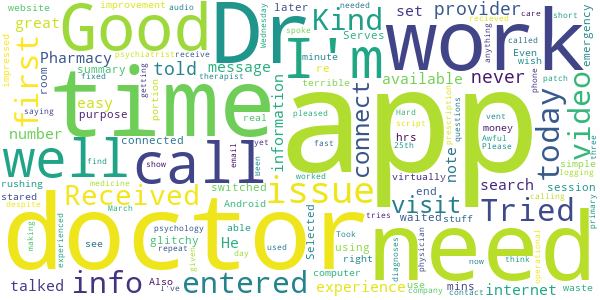 website improvement audio
great
Good Dr
Kind set provider
later
work
impressed psychiatrist receive
Wednesday spoke
needed
recieved care short
Serves
called
Even wish
emergency
Pharmacy summary fixed therapist
told message
minute re
available never
anything
first
room getting
saying
time
I'm
terrible
app
phone
patch
easy
purpose
real
information
connect
hrs
money
vent
Awful
Please
today
video
number
connected
yet
pleased
Hard
script
prescription
questions
25th
note
virtually
simple
three
logging
well call
find show email Been
fast
worked
search
end session
rushing
medicine
Received
issue
visit
Tried
calling
stared
despite
March
switched
Android
Selected
waited stuff
tries
primary
doctor
need
making
experienced
see
psychology
repeat
glitchy
He
able
day
Took
using right
physician
diagnoses
now
think
operational
given
used
experience
computer
use
company contact
internet waste
talked info
Also
I've
entered
mins
portion